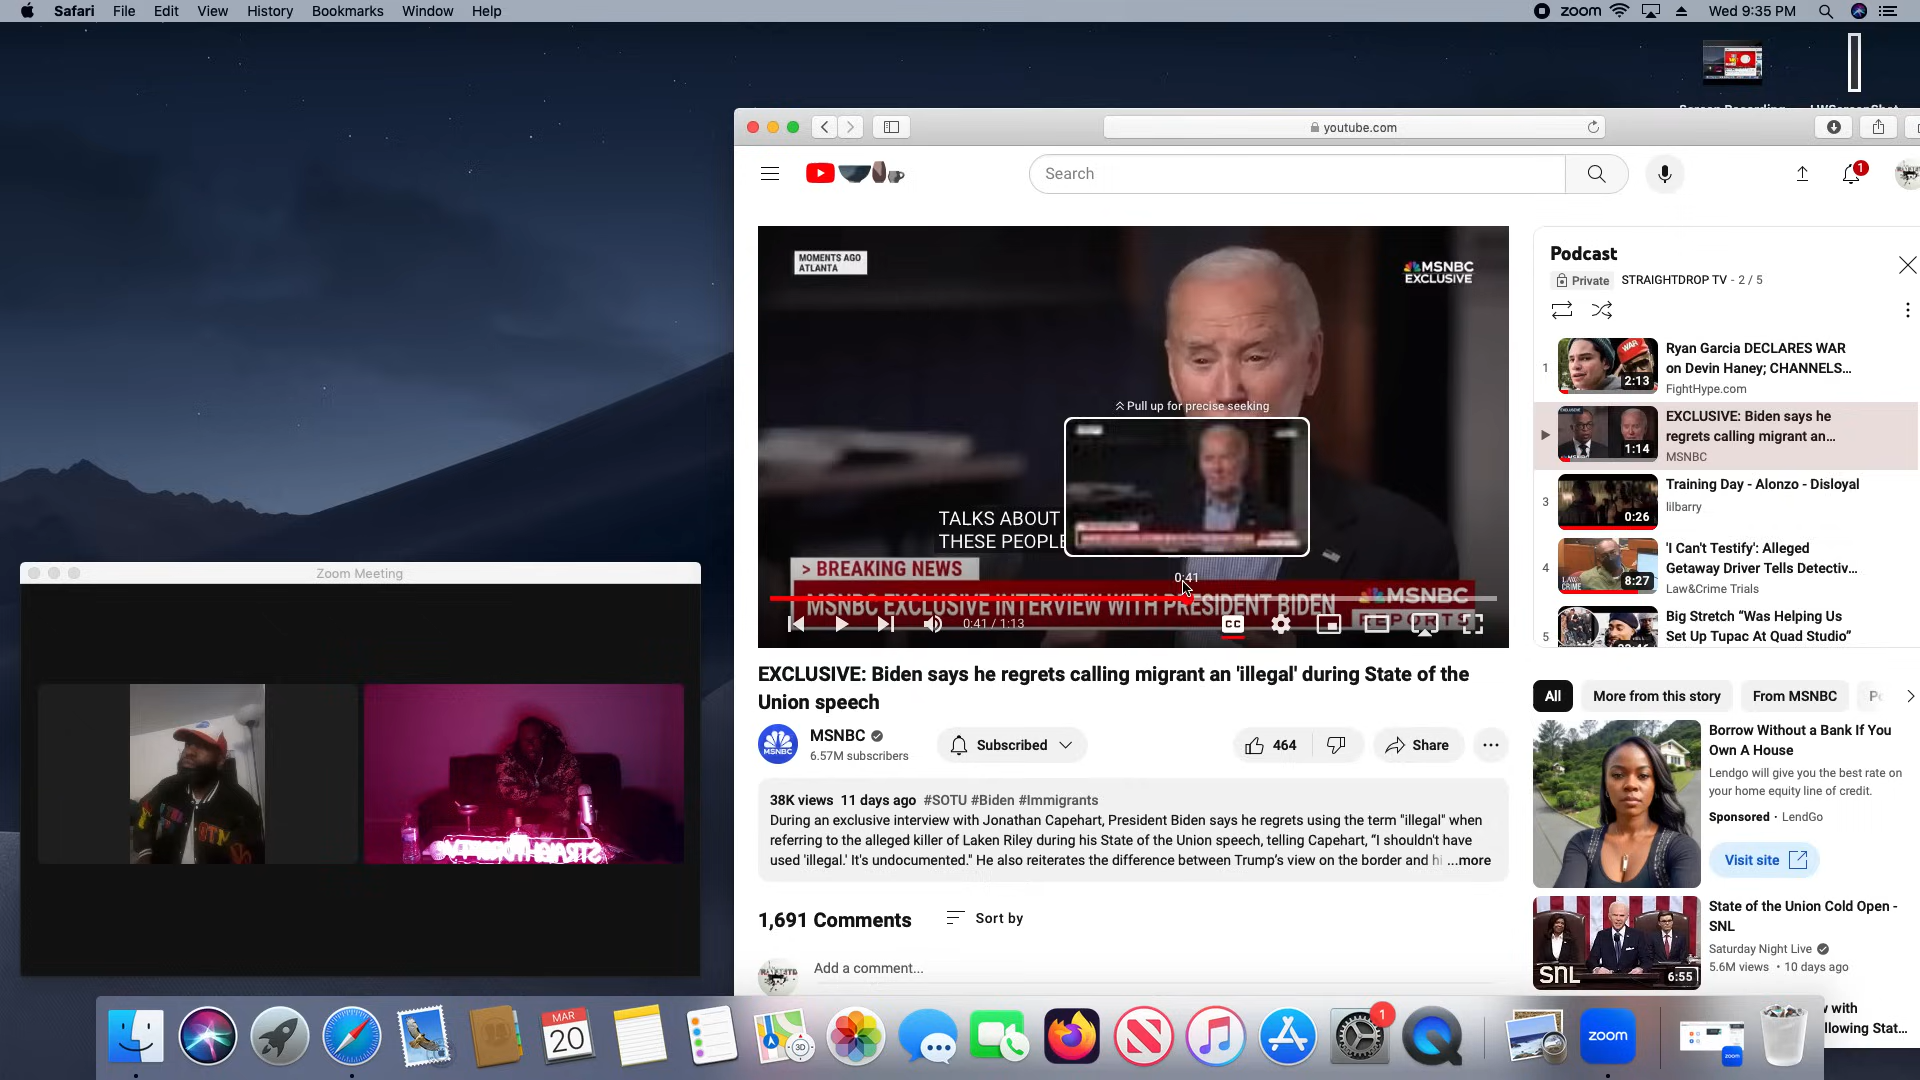 Safari File Edit View History Bookmarks Window Help
zoom Wed 9:35 PM
youtube.com
Search
1
MOMENTS AGO
ATLANTA
MSNBC
EXCLUSIVE
Pull up for precise seeking
TALKS ABOUT
THESE PEOPLE
0:41
> BREAKING NEWS
MSNBC EXCLUSIVE INTERVIEW WITH PRESIDENT BIDEN
MSNBC
REPORTS
0:41 / 1:13
CC
EXCLUSIVE: Biden says he regrets calling migrant an 'illegal' during State of the
Union speech
MSNBC
6.57M subscribers
Subscribed
464
Share
38K views 11 days ago #SOTU #Biden #Immigrants
During an exclusive interview with Jonathan Capehart, President Biden says he regrets using the term "illegal" when
referring to the alleged killer of Laken Riley during his State of the Union speech, telling Capehart, “I shouldn't have
used 'illegal.' It's undocumented." He also reiterates the difference between Trump’s view on the border and hi ...more
1,691 Comments
Sort by
Add a comment...
Podcast
Private STRAIGHTDROP TV - 2 / 5
1
2:13
Ryan Garcia DECLARES WAR
on Devin Haney; CHANNELS...
FightHype.com
1:14
EXCLUSIVE: Biden says he
regrets calling migrant an...
MSNBC
3
0:26
Training Day - Alonzo - Disloyal
lilbarry
4
8:27
'I Can't Testify': Alleged
Getaway Driver Tells Detectiv...
Law&Crime Trials
5
Big Stretch “Was Helping Us
Set Up Tupac At Quad Studio”
All
More from this story
From MSNBC
Borrow Without a Bank If You
Own A House
Lendgo will give you the best rate on
your home equity line of credit.
Sponsored · LendGo
Visit site
SNL
6:55
State of the Union Cold Open -
SNL
Saturday Night Live
5.6M views • 10 days ago
Zoom Meeting
MAR
20
3D
1
zoom